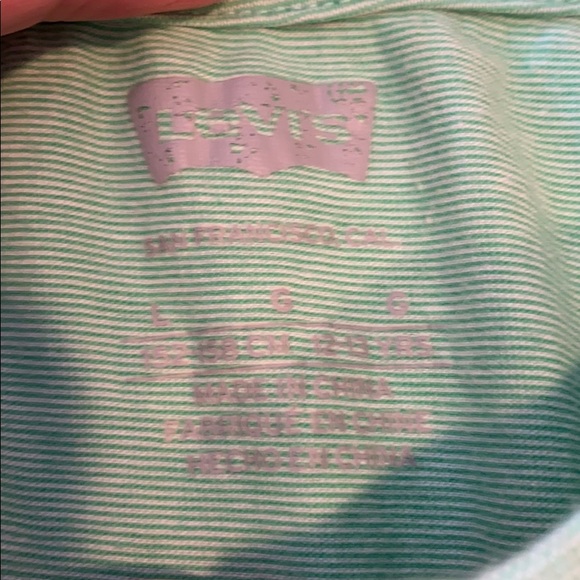 LEVI'S
SAN FRANCISCO, CAL.
L G G
152-158 CM 12-13 YRS
MADE IN CHINA
FABRIQUÉ EN CHINE
HECHO EN CHINA